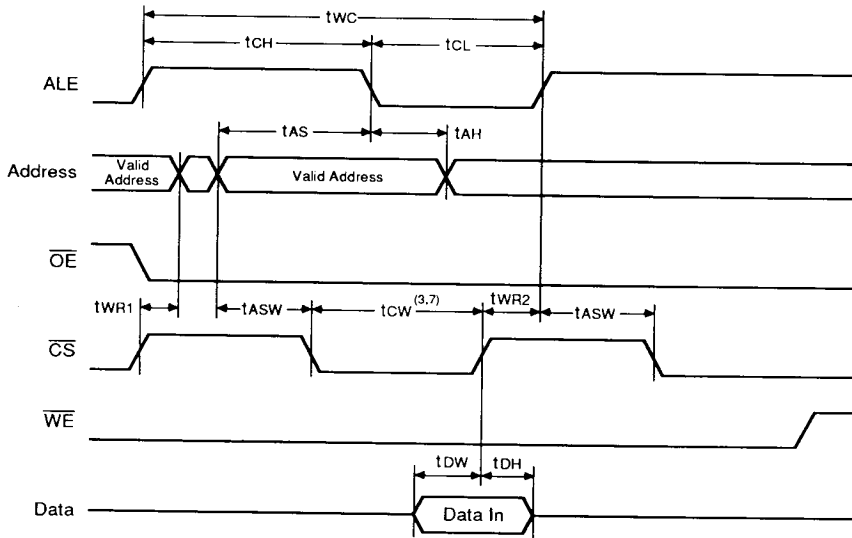 tWC
tCH
tCL
ALE
tAS
tAH
Address
Valid Address
Valid Address
OE
tWR1
tASW
tCW (3,7)
tWR2
tASW
CS
WE
tDW
tDH
Data
Data In